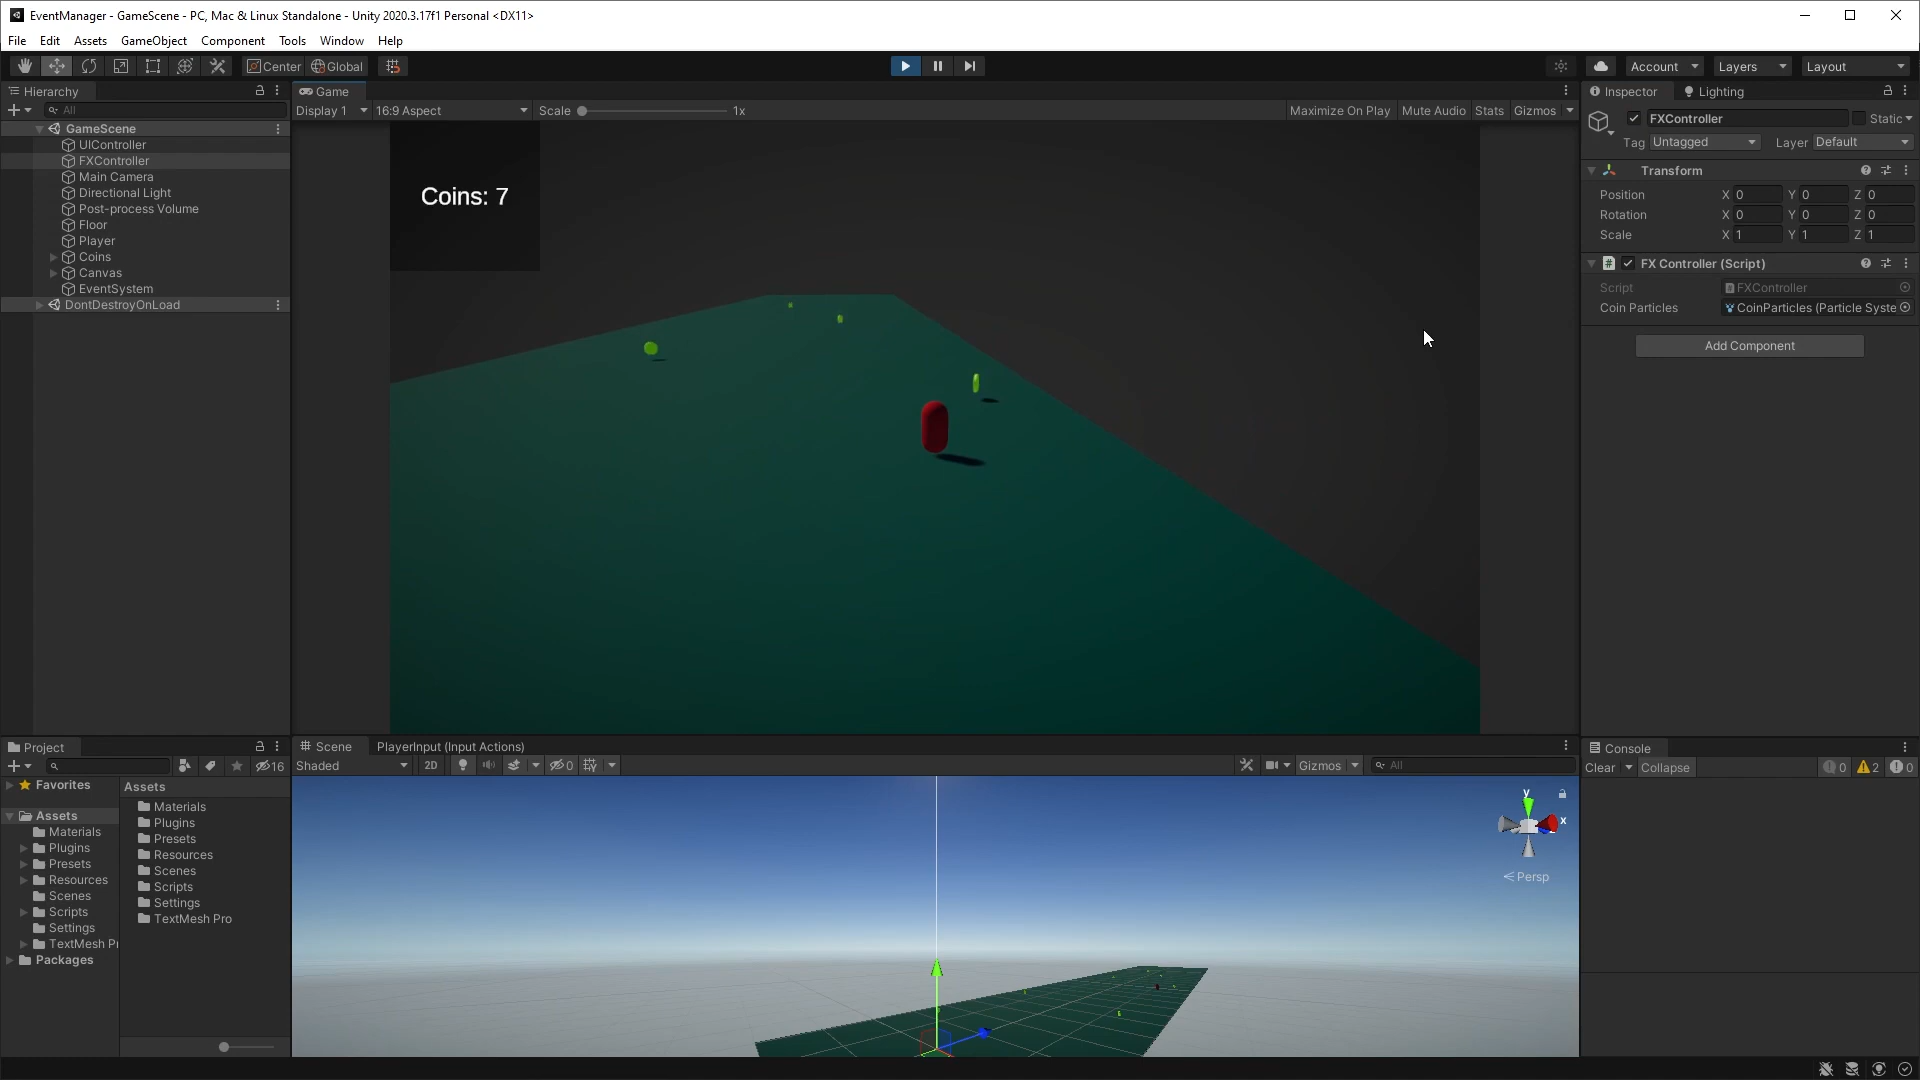 EventManager - GameScene - PC, Mac & Linux Standalone - Unity 2020.3.17f1 Personal <DX11>
File Edit Assets GameObject Component Tools Window Help
Center Global Account Layers Layout
Hierarchy
All
GameScene
UIController
FXController
Main Camera
Directional Light
Post-process Volume
Floor
Player
Coins
Canvas
EventSystem
DontDestroyOnLoad
Game
Display 1 16:9 Aspect Scale 1x Maximize On Play Mute Audio Stats Gizmos
Coins: 7
Inspector Lighting
FXController Static
Tag Untagged Layer Default
Transform
Position X 0 Y 0 Z 0
Rotation X 0 Y 0 Z 0
Scale X 1 Y 1 Z 1
# FX Controller (Script)
Script FXController
Coin Particles CoinParticles (Particle Syste
Add Component
Project
16
Favorites
Assets
Materials
Plugins
Presets
Resources
Scenes
Scripts
Settings
TextMesh Pr
Packages
Assets
Materials
Plugins
Presets
Resources
Scenes
Scripts
Settings
TextMesh Pro
Scene PlayerInput (Input Actions)
Shaded 2D 0 Gizmos All
y
x
Persp
Console
Clear Collapse 0 2 0